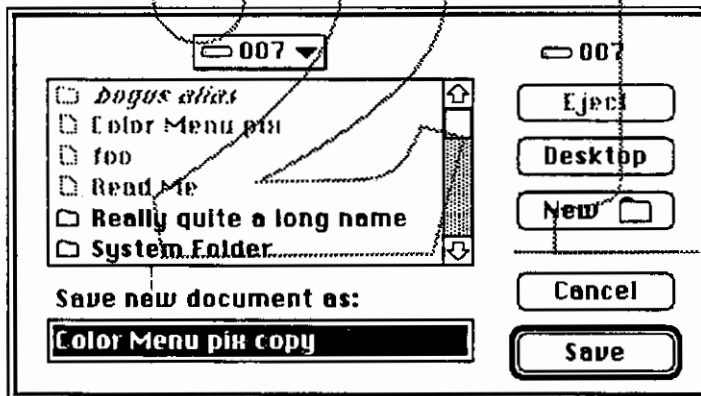 007
007
Bogus alias
Color Menu pix
foo
Read Me
Really quite a long name
System Folder
Eject
Desktop
New
Save new document as:
Color Menu pix copy
Cancel
Save